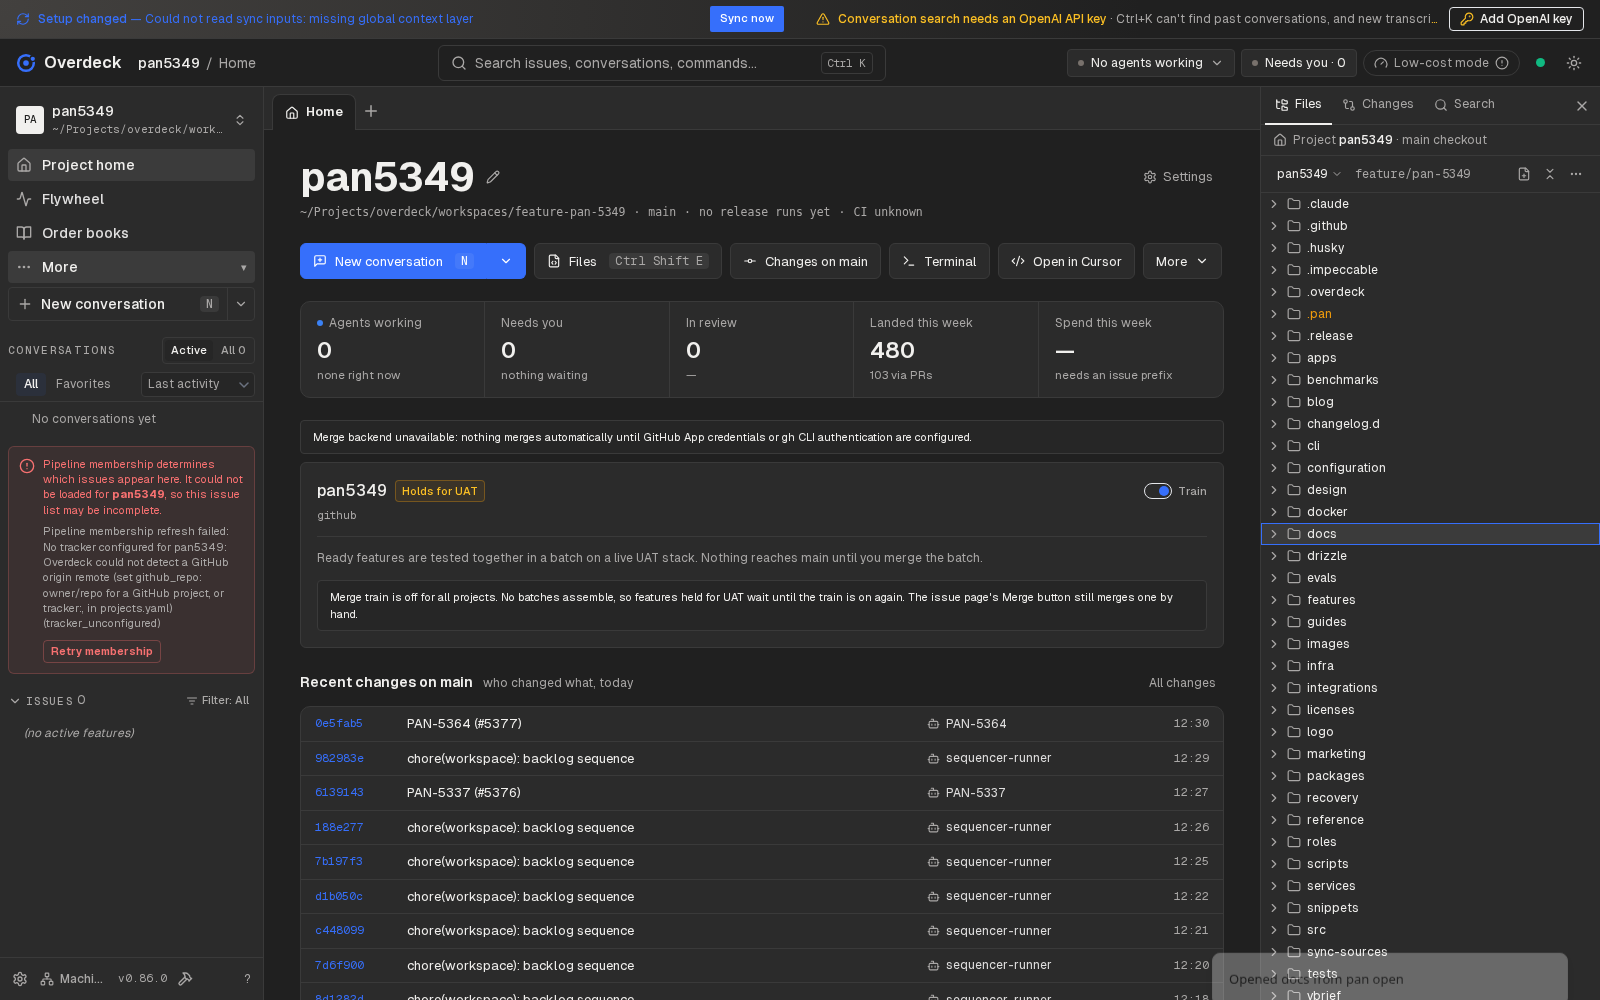 Setup changed — Could not read sync inputs: missing global context layer
Sync now
Conversation search needs an OpenAI API key · Ctrl+K can't find past conversations, and new transcri…
Add OpenAI key
Overdeck
pan5349 / Home
Search issues, conversations, commands...
Ctrl K
No agents working
Needs you · 0
Low-cost mode
PA
pan5349
~/Projects/overdeck/work…
Project home
Flywheel
Order books
More
New conversation
N
CONVERSATIONS
Active
All 0
All
Favorites
Last activity
No conversations yet
Pipeline membership determines
which issues appear here. It could not
be loaded for pan5349, so this issue
list may be incomplete.
Pipeline membership refresh failed:
No tracker configured for pan5349:
Overdeck could not detect a GitHub
origin remote (set github_repo:
owner/repo for a GitHub project, or
tracker:, in projects.yaml)
(tracker_unconfigured)
Retry membership
ISSUES 0
Filter: All
(no active features)
Machi...
v0.86.0
?
Home
pan5349
Settings
~/Projects/overdeck/workspaces/feature-pan-5349 · main · no release runs yet · CI unknown
New conversation
N
Files
Ctrl Shift E
Changes on main
Terminal
Open in Cursor
More
Agents working
0
none right now
Needs you
0
nothing waiting
In review
0
—
Landed this week
480
103 via PRs
Spend this week
—
needs an issue prefix
Merge backend unavailable: nothing merges automatically until GitHub App credentials or gh CLI authentication are configured.
pan5349
Holds for UAT
Train
github
Ready features are tested together in a batch on a live UAT stack. Nothing reaches main until you merge the batch.
Merge train is off for all projects. No batches assemble, so features held for UAT wait until the train is on again. The issue page's Merge button still merges one by
hand.
Recent changes on main
who changed what, today
All changes
0e5fab5 PAN-5364 (#5377) PAN-5364 12:30
982983e chore(workspace): backlog sequence sequencer-runner 12:29
6139143 PAN-5337 (#5376) PAN-5337 12:27
188e277 chore(workspace): backlog sequence sequencer-runner 12:26
7b197f3 chore(workspace): backlog sequence sequencer-runner 12:25
d1b050c chore(workspace): backlog sequence sequencer-runner 12:22
c448099 chore(workspace): backlog sequence sequencer-runner 12:21
7d6f900 chore(workspace): backlog sequence sequencer-runner 12:20
8d1282d chore(workspace): backlog sequence sequencer-runner 12:18
Files
Changes
Search
Project pan5349 · main checkout
pan5349
feature/pan-5349
.claude
.github
.husky
.impeccable
.overdeck
.pan
.release
apps
benchmarks
blog
changelog.d
cli
configuration
design
docker
docs
drizzle
evals
features
guides
images
infra
integrations
licenses
logo
marketing
packages
recovery
reference
roles
scripts
services
snippets
src
sync-sources
tests
vbrief
Opened docs from pan open